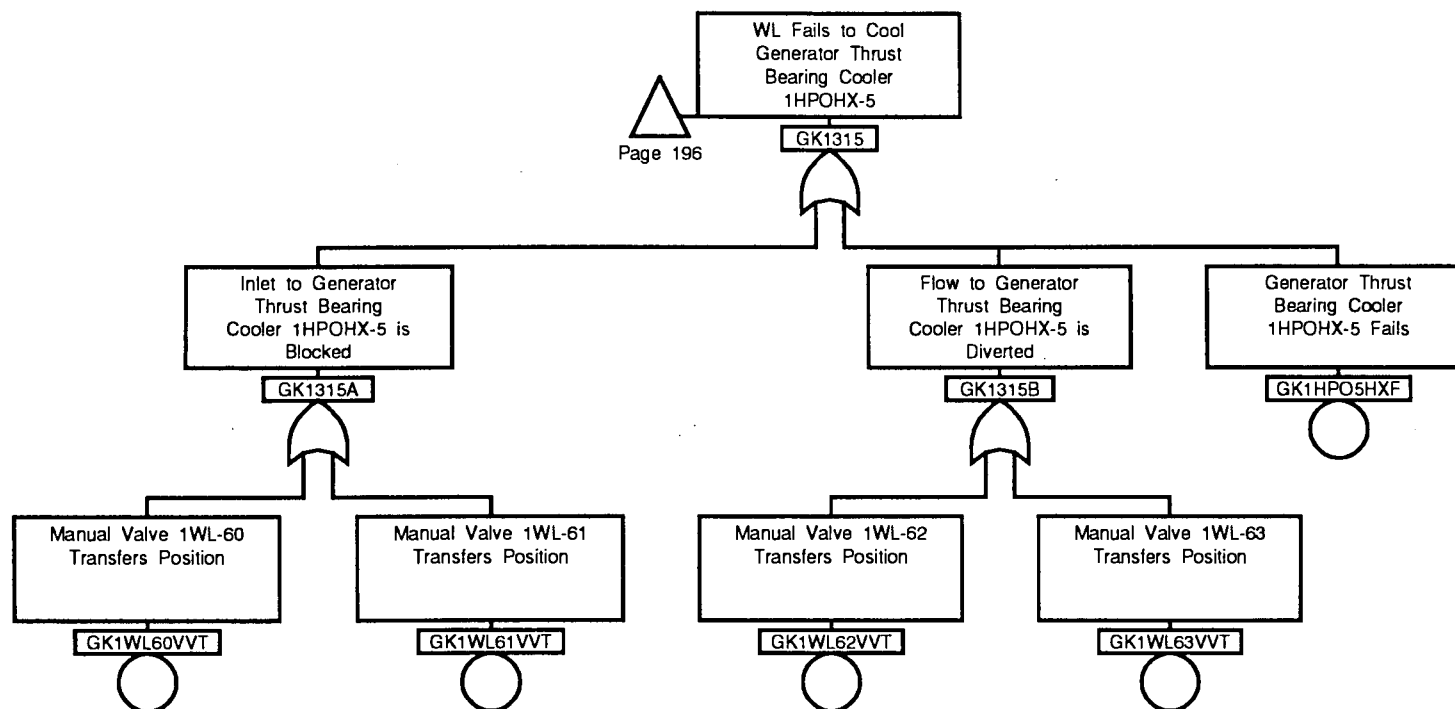 WL Fails to Cool
Generator Thrust
Bearing Cooler
1HPOHX-5
Page 196
GK1315
Inlet to Generator
Thrust Bearing
Cooler 1HPOHX-5 is
Blocked
GK1315A
Flow to Generator
Thrust Bearing
Cooler 1HPOHX-5 is
Diverted
GK1315B
Generator Thrust
Bearing Cooler
1HPOHX-5 Fails
GK1HPO5HXF
Manual Valve 1WL-60
Transfers Position
GK1WL60VVT
Manual Valve 1WL-61
Transfers Position
GK1WL61VVT
Manual Valve 1WL-62
Transfers Position
GK1WL62VVT
Manual Valve 1WL-63
Transfers Position
GK1WL63VVT